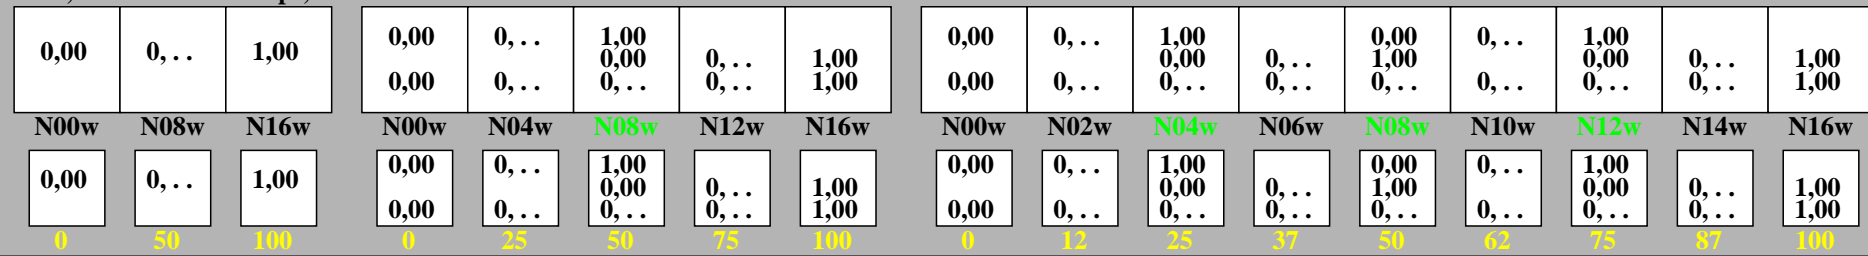 0,00 0, . . 1,00
0,00 0, . . 1,00
0,00 0, . . 1,00
0,00 0, . . 0, . .
0,00 0, . . 1,00
1,00
0,00 0, . . 1,00 0,00 0, . . 1,00
0,00 0, . . 1,00 0,00 0, . . 1,00
0,00 0, . . 0, . . 0, . . 0, . . 0, . . 0, . . 0, . . 1,00
N00w N08w N16w N00w N04w N08w N12w N16w N00w N02w N04w N06w N08w N10w N12w N14w N16w
0,00 0, . . 1,00
0,00 0, . . 1,00
0,00 0, . . 1,00
0,00 0, . . 0, . . 0, . . 1,00
0,00 0, . . 1,00 0,00 0, . . 1,00
0,00 0, . . 1,00 0,00 0, . . 1,00
0,00 0, . . 0, . . 0, . . 0, . . 0, . . 0, . . 0, . . 1,00
0 50 100 0 25 50 75 100 0 12 25 37 50 62 75 87 100